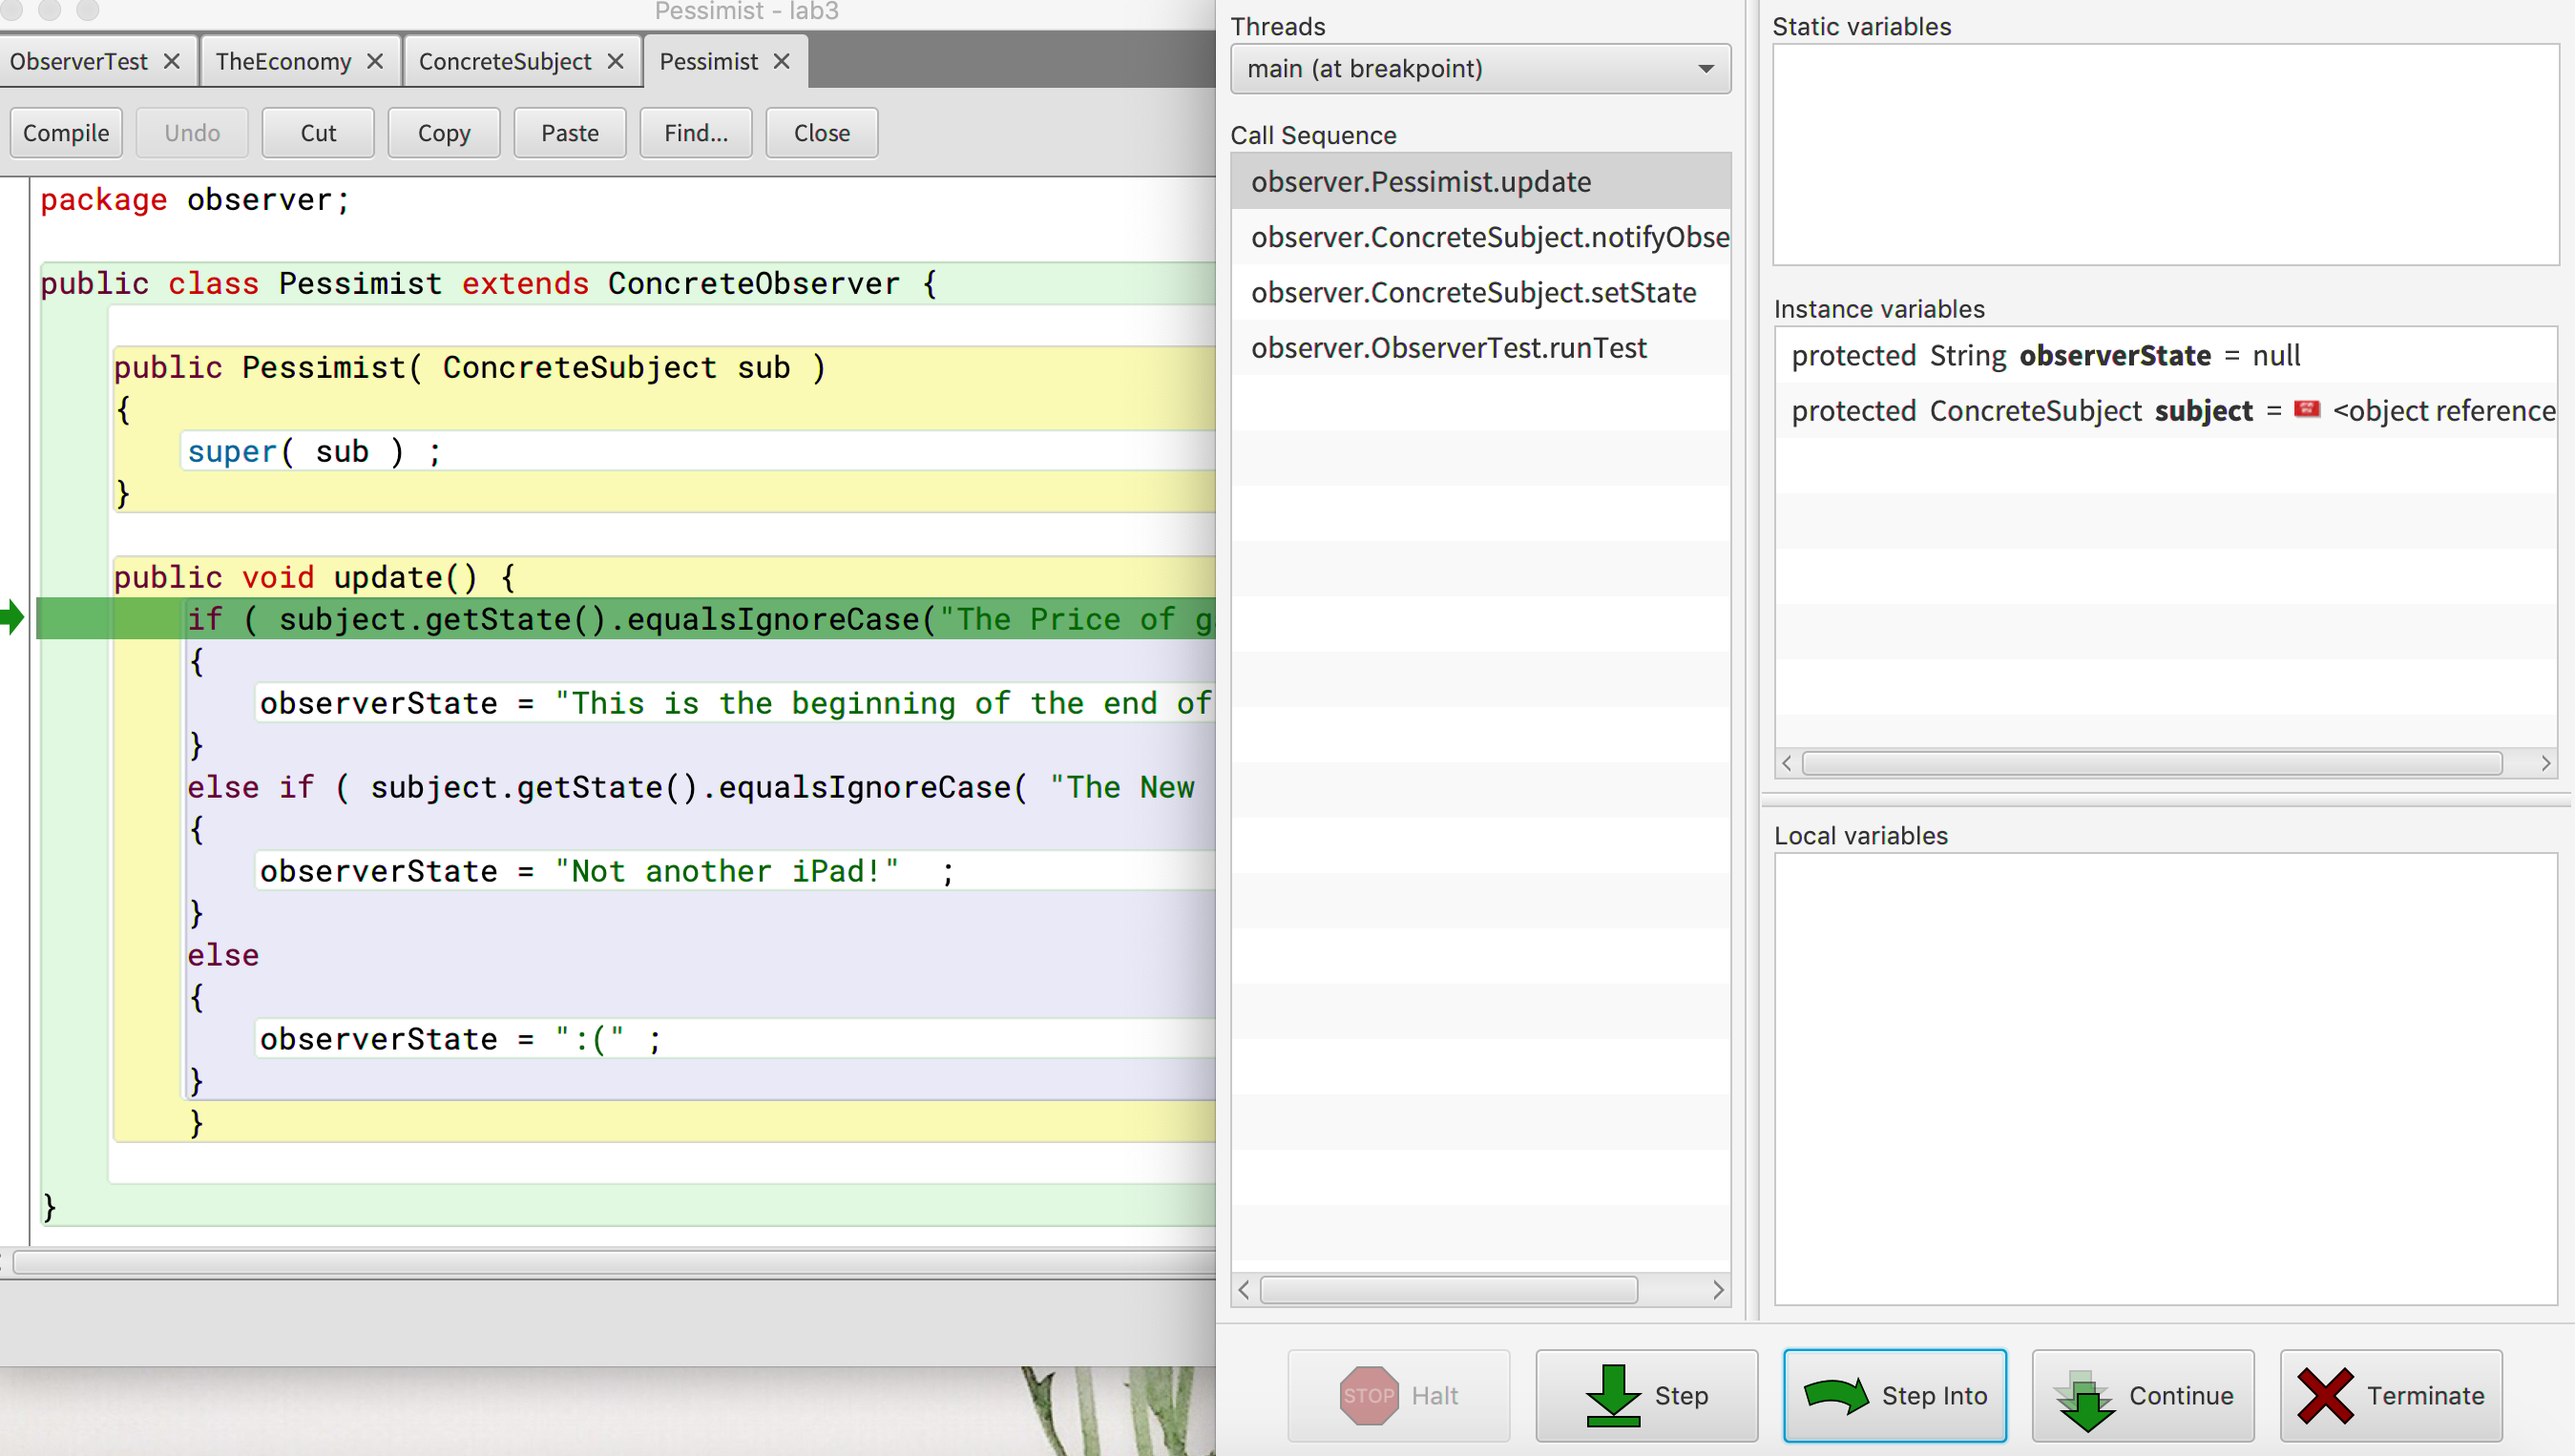 Pessimist - lab3
ObserverTest
TheEconomy
ConcreteSubject
Pessimist
Compile
Undo
Cut
Copy
Paste
Find...
Close
package observer;
public class Pessimist extends ConcreteObserver {
public Pessimist( ConcreteSubject sub )
{
super( sub ) ;
}
public void update() {
if ( subject.getState().equalsIgnoreCase("The Price of g
{
observerState = "This is the beginning of the end of
}
else if ( subject.getState().equalsIgnoreCase( "The New
{
observerState = "Not another iPad!"  ;
}
else
{
observerState = ":(" ;
}
}
}
Threads
main (at breakpoint)
Call Sequence
observer.Pessimist.update
observer.ConcreteSubject.notifyObse
observer.ConcreteSubject.setState
observer.ObserverTest.runTest
Static variables
Instance variables
protected String observerState = null
protected ConcreteSubject subject = <object reference
Local variables
STOP Halt
Step
Step Into
Continue
Terminate